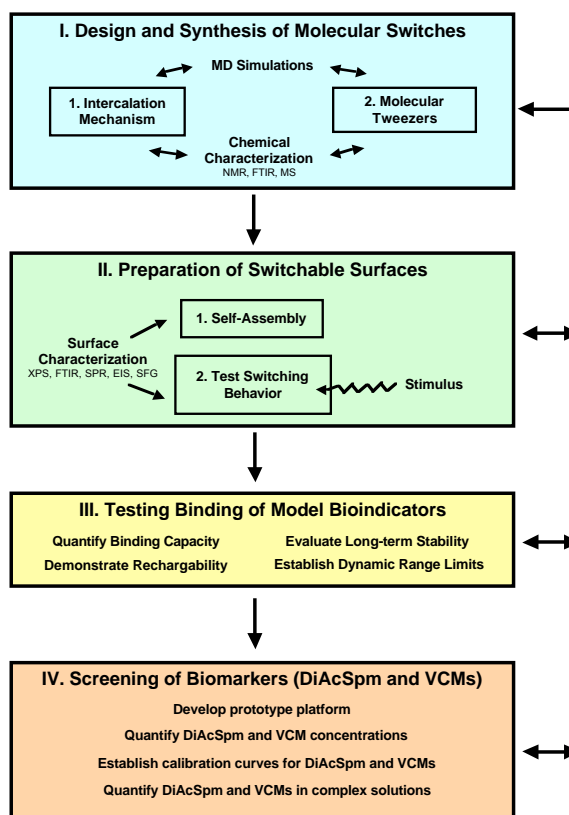 I. Design and Synthesis of Molecular Switches
MD Simulations
1. Intercalation
Mechanism
2. Molecular
Tweezers
Chemical
Characterization
NMR, FTIR, MS
II. Preparation of Switchable Surfaces
1. Self-Assembly
Surface
Characterization
XPS, FTIR, SPR, EIS, SFG
2. Test Switching
Behavior
Stimulus
III. Testing Binding of Model Bioindicators
Quantify Binding Capacity
Evaluate Long-term Stability
Demonstrate Rechargability
Establish Dynamic Range Limits
IV. Screening of Biomarkers (DiAcSpm and VCMs)
Develop prototype platform
Quantify DiAcSpm and VCM concentrations
Establish calibration curves for DiAcSpm and VCMs
Quantify DiAcSpm and VCMs in complex solutions